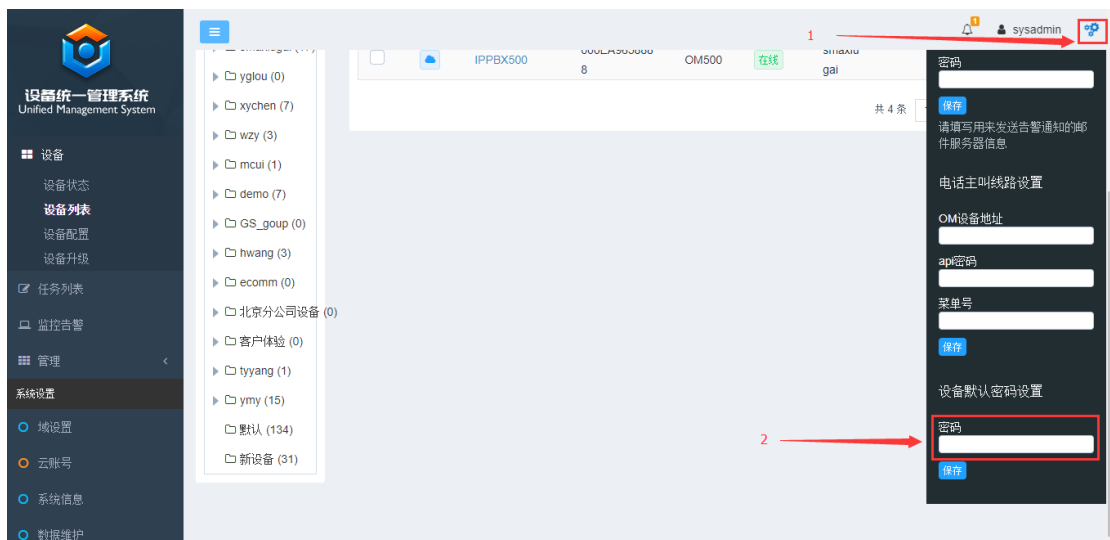 设备统一管理系统
Unified Management System
设备
设备状态
设备列表
设备配置
设备升级
任务列表
监控告警
管理
系统设置
域设置
云账号
系统信息
数据维护
yglou (0)
xychen (7)
wzy (3)
mcui (1)
demo (7)
GS_goup (0)
hwang (3)
ecomm (0)
北京分公司设备 (0)
客户体验 (0)
tyyang (1)
ymy (15)
默认 (134)
新设备 (31)
IPPBX500
8
OM500
在线
gai
共 4 条
1
1
sysadmin
密码
保存
请填写用来发送告警通知的邮
件服务器信息
电话主叫线路设置
OM设备地址
api密码
菜单号
保存
设备默认密码设置
2
密码
保存